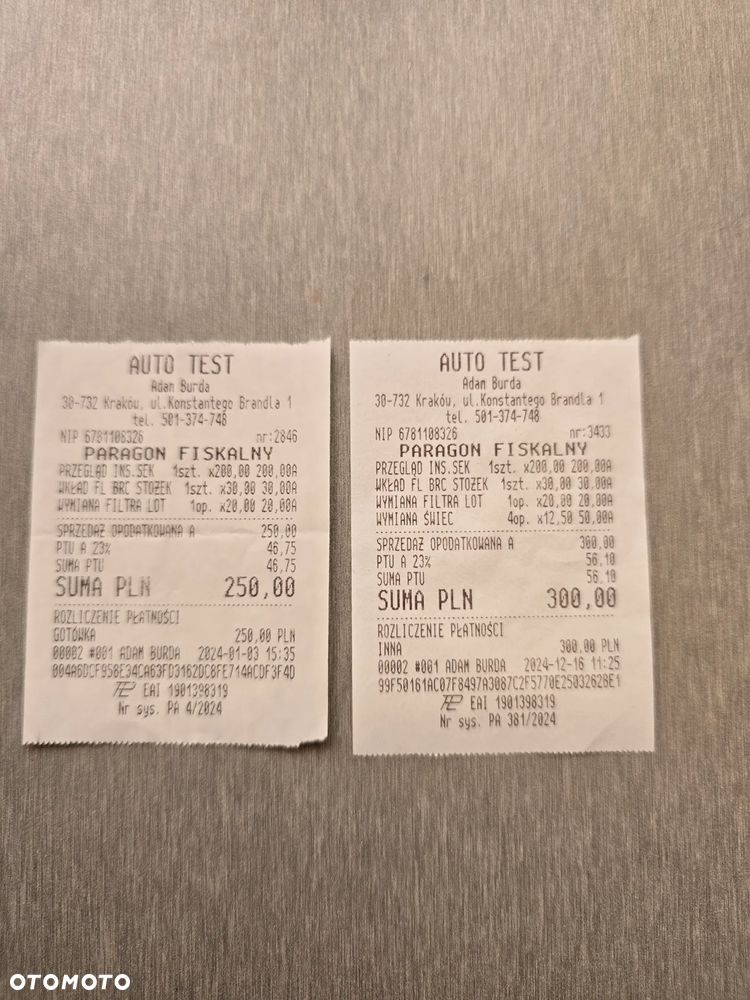 AUTO TEST
Adam Burda
30-732 Kraków, ul.Konstantego Brandla 1
tel. 501-374-748
NIP 6781108326 nr:2846
PARAGON FISKALNY
PRZEGLĄD INS.SEK 1szt. x200,00 200,00A
WKŁAD FL BRC STOŻEK 1szt. x30,00 30,00A
WYMIANA FILTRA LOT 1op. x20,00 20,00A
SPRZEDAŻ OPODATKOWANA A 250,00
PTU A 23% 46,75
SUMA PTU 46,75
SUMA PLN 250,00
ROZLICZENIE PŁATNOŚCI
GOTÓWKA 250,00 PLN
00002 #001 ADAM BURDA 2024-01-03 15:35
004A6DCF958E34CA63FD3162DC8FE714ACDF3F4D
EAI 1901398319
Nr sys. PA 4/2024
AUTO TEST
Adam Burda
30-732 Kraków, ul.Konstantego Brandla 1
tel. 501-374-748
NIP 6781108326 nr:3433
PARAGON FISKALNY
PRZEGLĄD INS.SEK 1szt. x200,00 200,00A
WKŁAD FL BRC STOŻEK 1szt. x30,00 30,00A
WYMIANA FILTRA LOT 1op. x20,00 20,00A
WYMIANA ŚWIEC 4op. x12,50 50,00A
SPRZEDAŻ OPODATKOWANA A 300,00
PTU A 23% 56,10
SUMA PTU 56,10
SUMA PLN 300,00
ROZLICZENIE PŁATNOŚCI
INNA 300,00 PLN
00002 #001 ADAM BURDA 2024-12-16 11:25
99F50161AC07F8497A3087C2F5770E25032628E1
EAI 1901398319
Nr sys. PA 381/2024
OTOMOTO